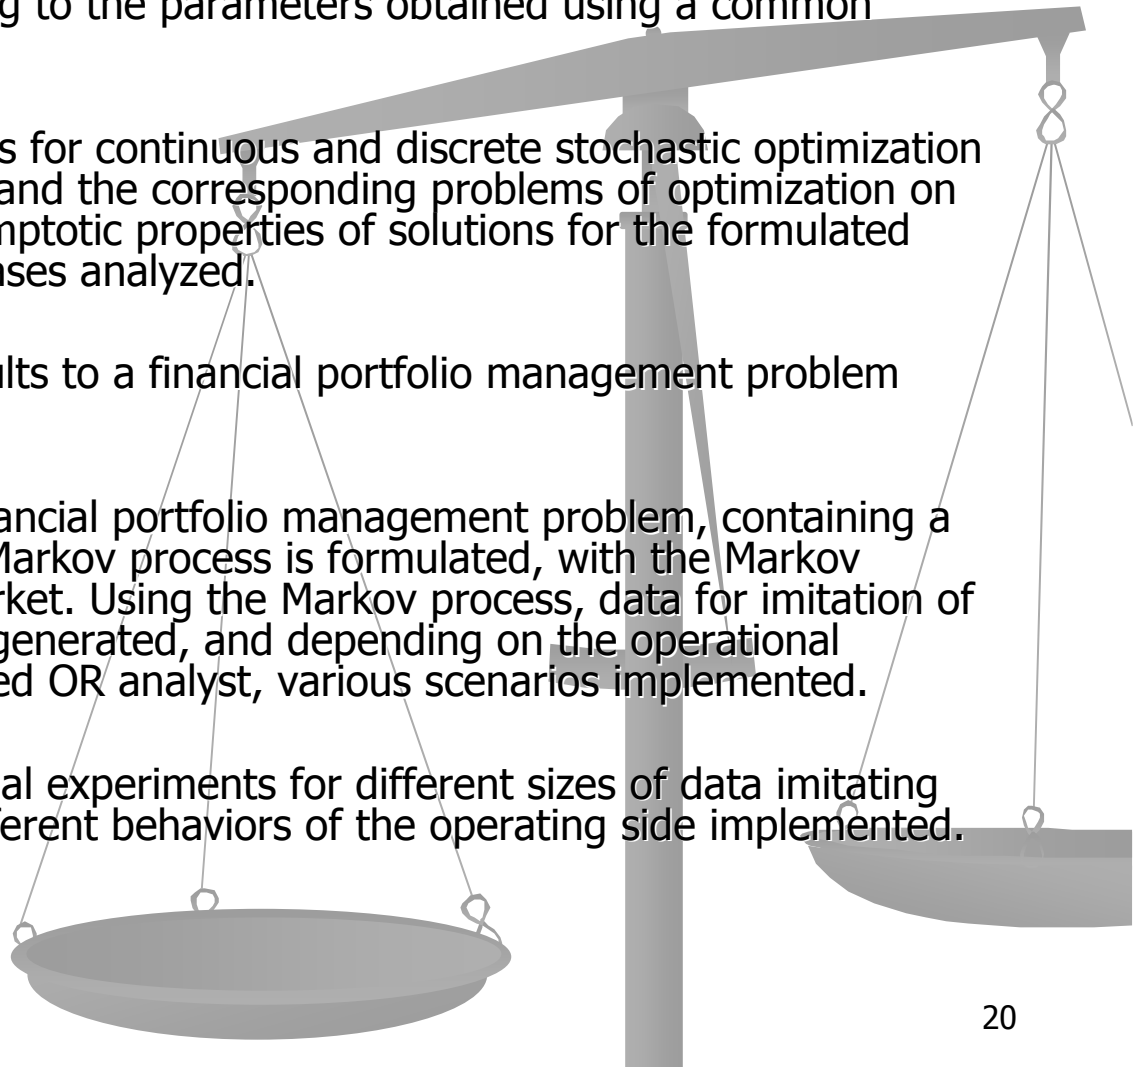 g to the parameters obtained using a common
s for continuous and discrete stochastic optimization
and the corresponding problems of optimization on
mptotic properties of solutions for the formulated
ases analyzed.
ults to a financial portfolio management problem
ancial portfolio management problem, containing a
Markov process is formulated, with the Markov
rket. Using the Markov process, data for imitation of
generated, and depending on the operational
ed OR analyst, various scenarios implemented.
al experiments for different sizes of data imitating
ferent behaviors of the operating side implemented.
20